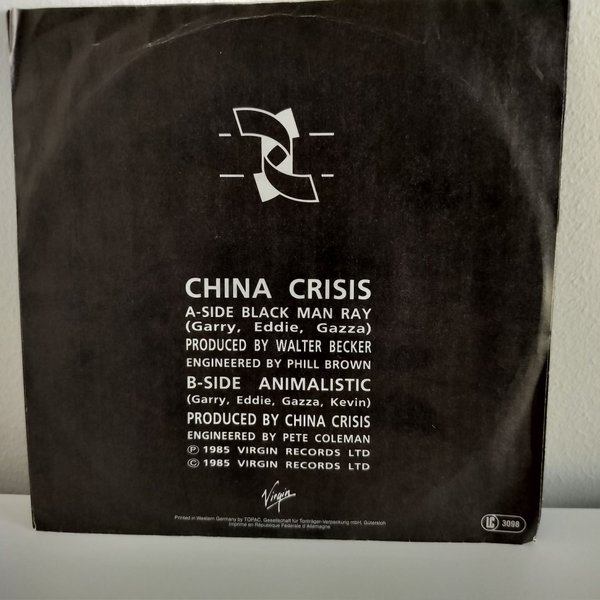 CHINA CRISIS
A-SIDE BLACK MAN RAY
(Garry, Eddie, Gazza)
PRODUCED BY WALTER BECKER
ENGINEERED BY PHILL BROWN
B-SIDE ANIMALISTIC
(Garry, Eddie, Gazza, Kevin)
PRODUCED BY CHINA CRISIS
ENGINEERED BY PETE COLEMAN
Ⓟ 1985 VIRGIN RECORDS LTD
© 1985 VIRGIN RECORDS LTD
Virgin
LC 3098
Printed in Western Germany by TOPAC, Gesellschaft für Tonträger-Verpackung mbH, Gütersloh
Imprimé en République Fédérale d'Allemagne